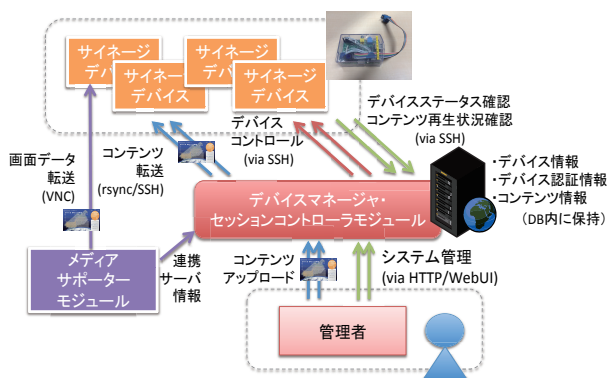 サイネージ
デバイス
サイネージ
デバイス
サイネージ
デバイス
サイネージ
デバイス
デバイスステータス確認
コンテンツ再生状況確認
(via SSH)
画面データ
転送
(VNC)
コンテンツ
転送
(rsync/SSH)
デバイス
コントロール
(via SSH)
デバイスマネージャ・
セッションコントローラモジュール
・デバイス情報
・デバイス認証情報
・コンテンツ情報
(DB内に保持)
メディア
サポーター
モジュール
連携
サーバ
情報
コンテンツ
アップロード
システム管理
(via HTTP/WebUI)
管理者